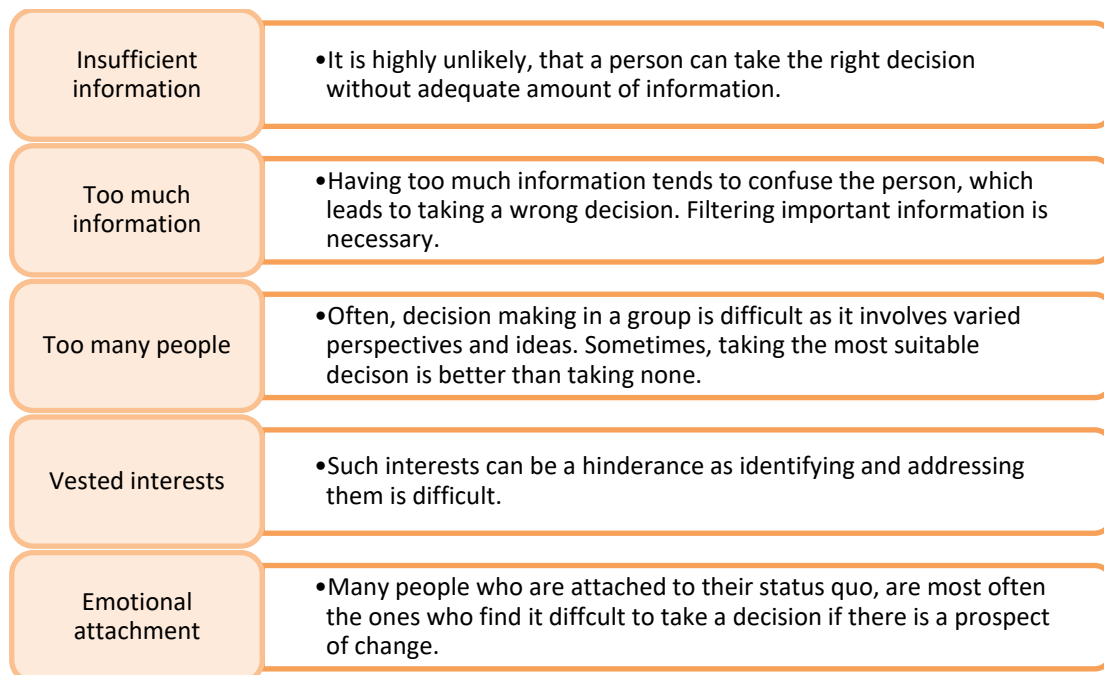 Insufficient
information
•It is highly unlikely, that a person can take the right decision
without adequate amount of information.
Too much
information
•Having too much information tends to confuse the person, which
leads to taking a wrong decision. Filtering important information is
necessary.
Too many people
•Often, decision making in a group is difficult as it involves varied
perspectives and ideas. Sometimes, taking the most suitable
decison is better than taking none.
Vested interests
•Such interests can be a hinderance as identifying and addressing
them is difficult.
Emotional
attachment
•Many people who are attached to their status quo, are most often
the ones who find it diffcult to take a decision if there is a prospect
of change.